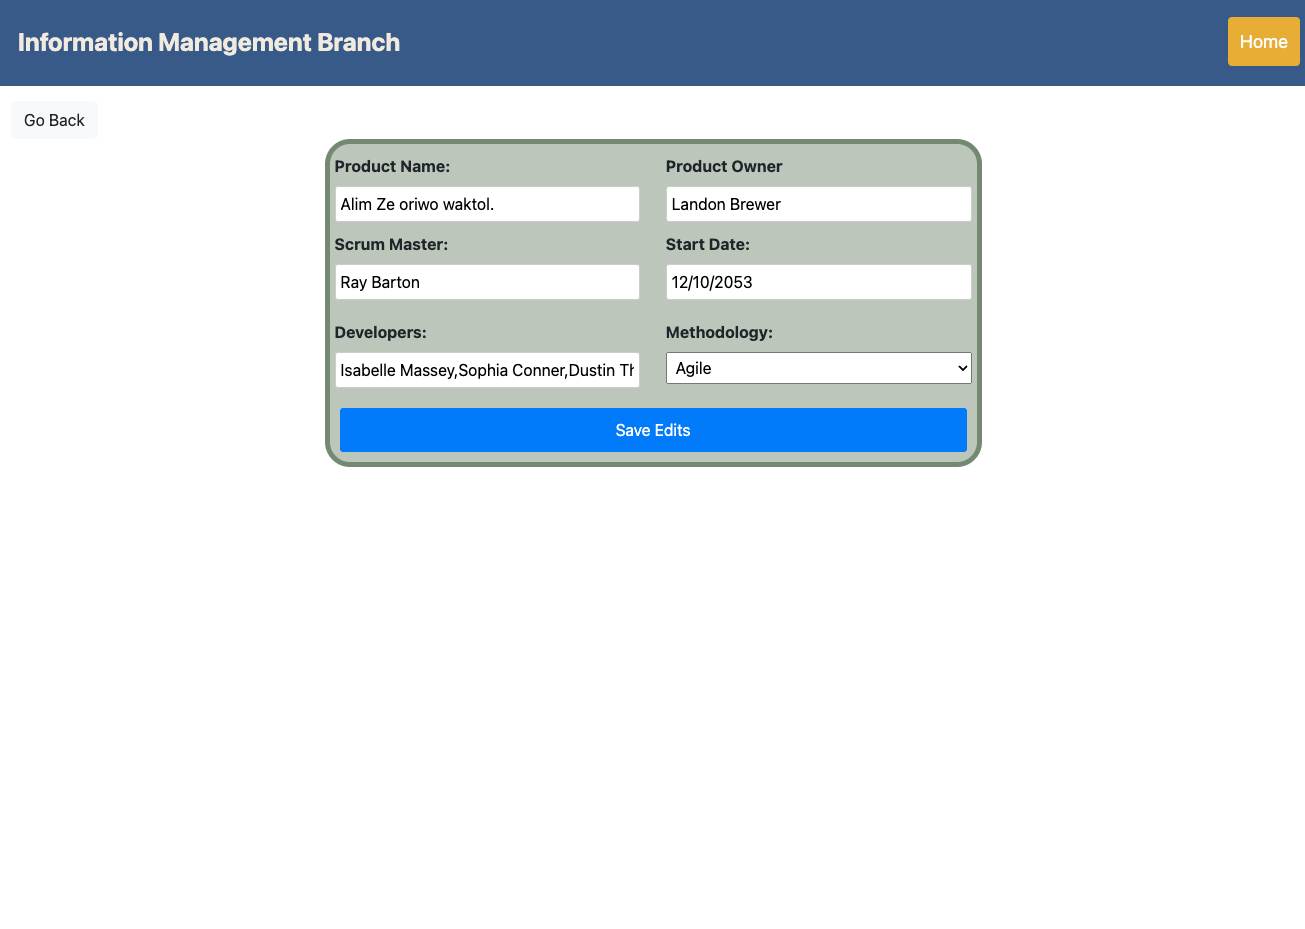 Information Management Branch
Home
Go Back
Product Name:
Product Owner
Alim Ze oriwo waktol.
Landon Brewer
Scrum Master:
Start Date:
Ray Barton
12/10/2053
Developers:
Methodology:
Isabelle Massey,Sophia Conner,Dustin
Agile
Save Edits